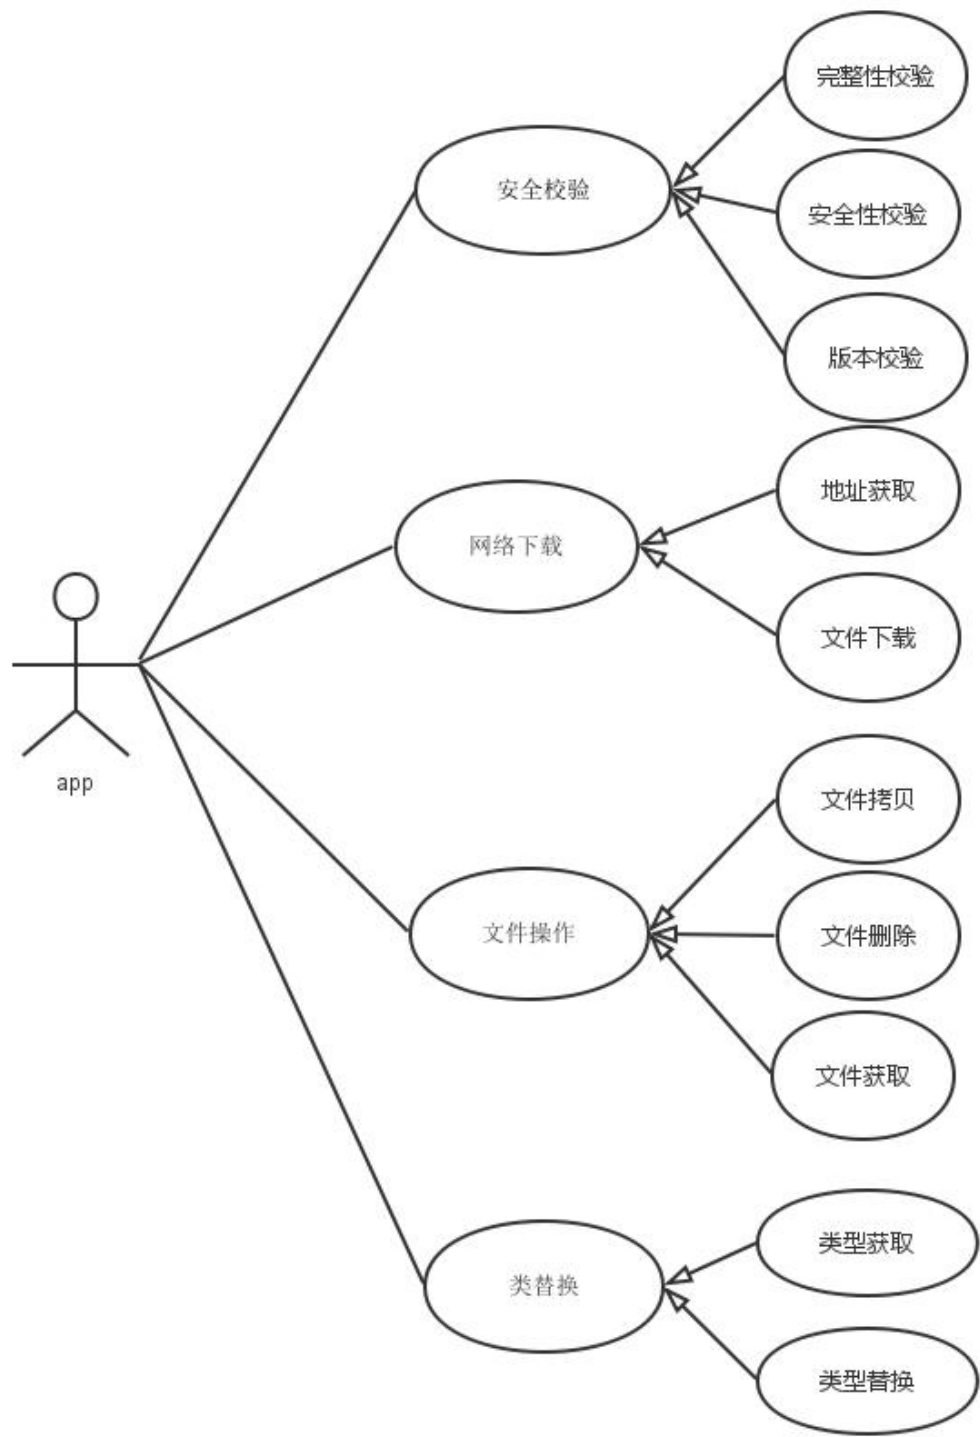 完整性校验
安全校验
安全性校验
版本校验
地址获取
网络下载
文件下载
app
文件拷贝
文件操作
文件删除
文件获取
类型获取
类替换
类型替换